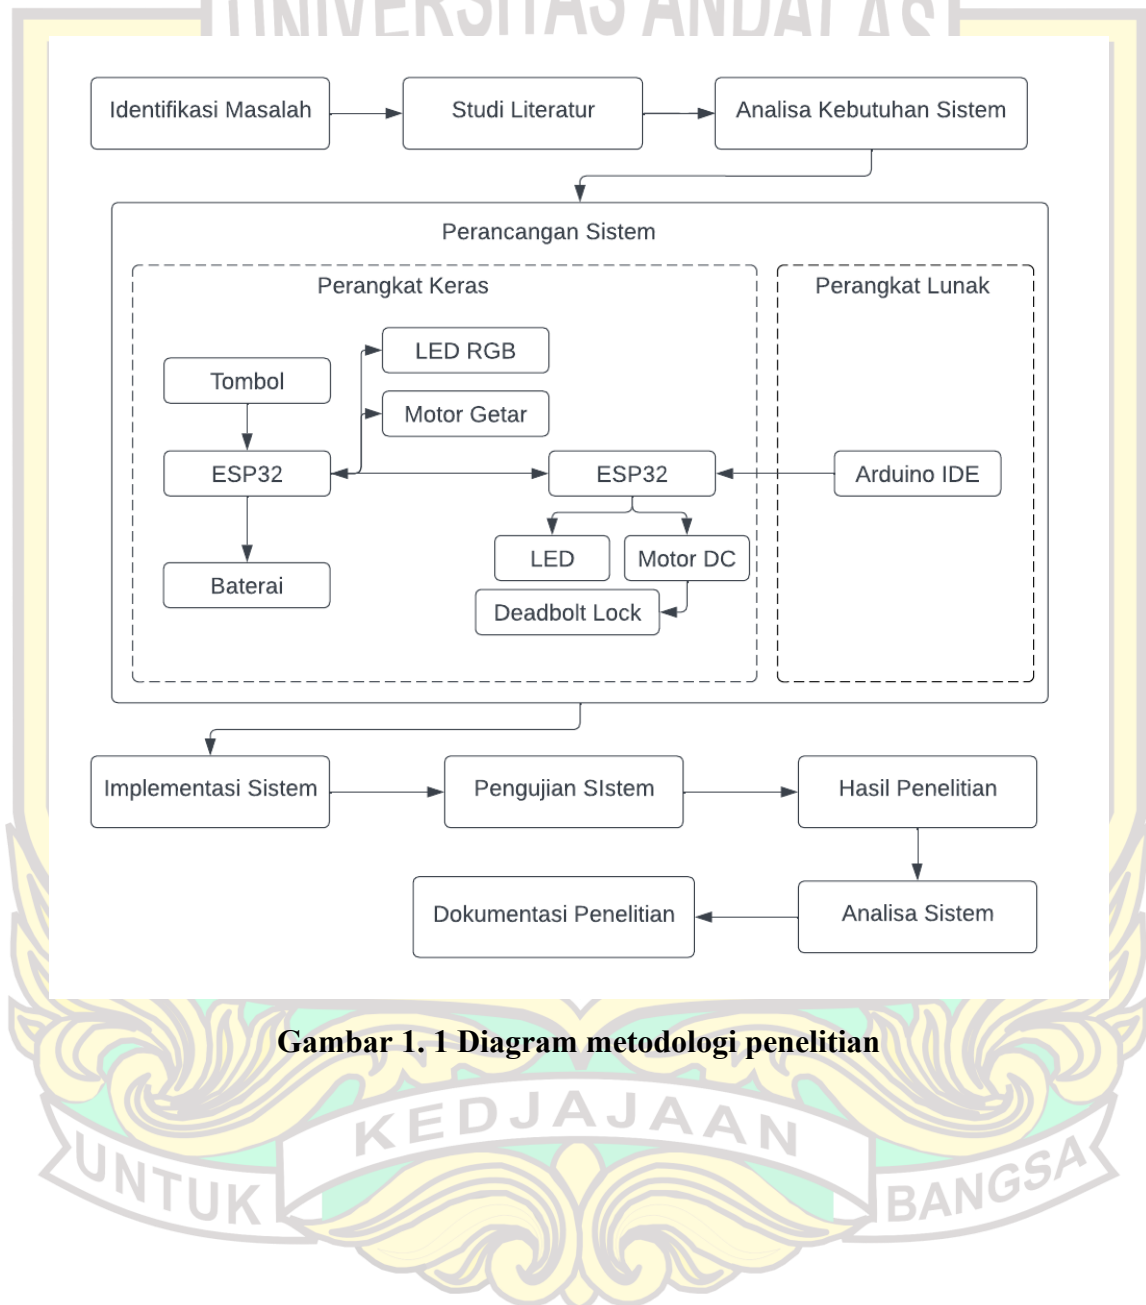 UNIVERSITAS ANDALAS
Identifikasi Masalah
Studi Literatur
Analisa Kebutuhan Sistem
Perancangan Sistem
Perangkat Keras
Perangkat Lunak
LED RGB
Tombol
Motor Getar
ESP32
ESP32
Arduino IDE
LED
Motor DC
Baterai
Deadbolt Lock
Implementasi Sistem
Pengujian SIstem
Hasil Penelitian
Dokumentasi Penelitian
Analisa Sistem
Gambar 1. 1 Diagram metodologi penelitian
UNTUK
KEDJAJAAN
BANGSA